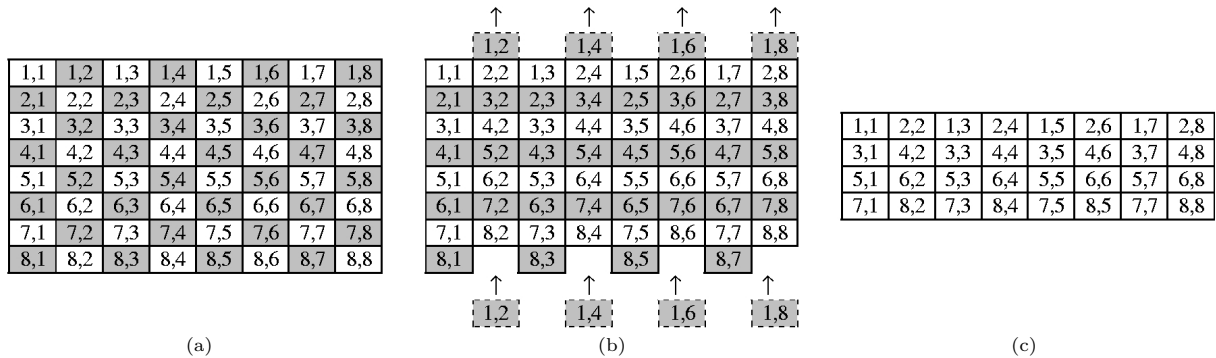 1,1 1,2 1,3 1,4 1,5 1,6 1,7 1,8
2,1 2,2 2,3 2,4 2,5 2,6 2,7 2,8
3,1 3,2 3,3 3,4 3,5 3,6 3,7 3,8
4,1 4,2 4,3 4,4 4,5 4,6 4,7 4,8
5,1 5,2 5,3 5,4 5,5 5,6 5,7 5,8
6,1 6,2 6,3 6,4 6,5 6,6 6,7 6,8
7,1 7,2 7,3 7,4 7,5 7,6 7,7 7,8
8,1 8,2 8,3 8,4 8,5 8,6 8,7 8,8
(a)
1,2 1,4 1,6 1,8
1,1 2,2 1,3 2,4 1,5 2,6 1,7 2,8
2,1 3,2 2,3 3,4 2,5 3,6 2,7 3,8
3,1 4,2 3,3 4,4 3,5 4,6 3,7 4,8
4,1 5,2 4,3 5,4 4,5 5,6 4,7 5,8
5,1 6,2 5,3 6,4 5,5 6,6 5,7 6,8
6,1 7,2 6,3 7,4 6,5 7,6 6,7 7,8
7,1 8,2 7,3 8,4 7,5 8,6 7,7 8,8
8,1 8,3 8,5 8,7
1,2 1,4 1,6 1,8
(b)
1,1 2,2 1,3 2,4 1,5 2,6 1,7 2,8
3,1 4,2 3,3 4,4 3,5 4,6 3,7 4,8
5,1 6,2 5,3 6,4 5,5 6,6 5,7 6,8
7,1 8,2 7,3 8,4 7,5 8,5 7,7 8,8
(c)